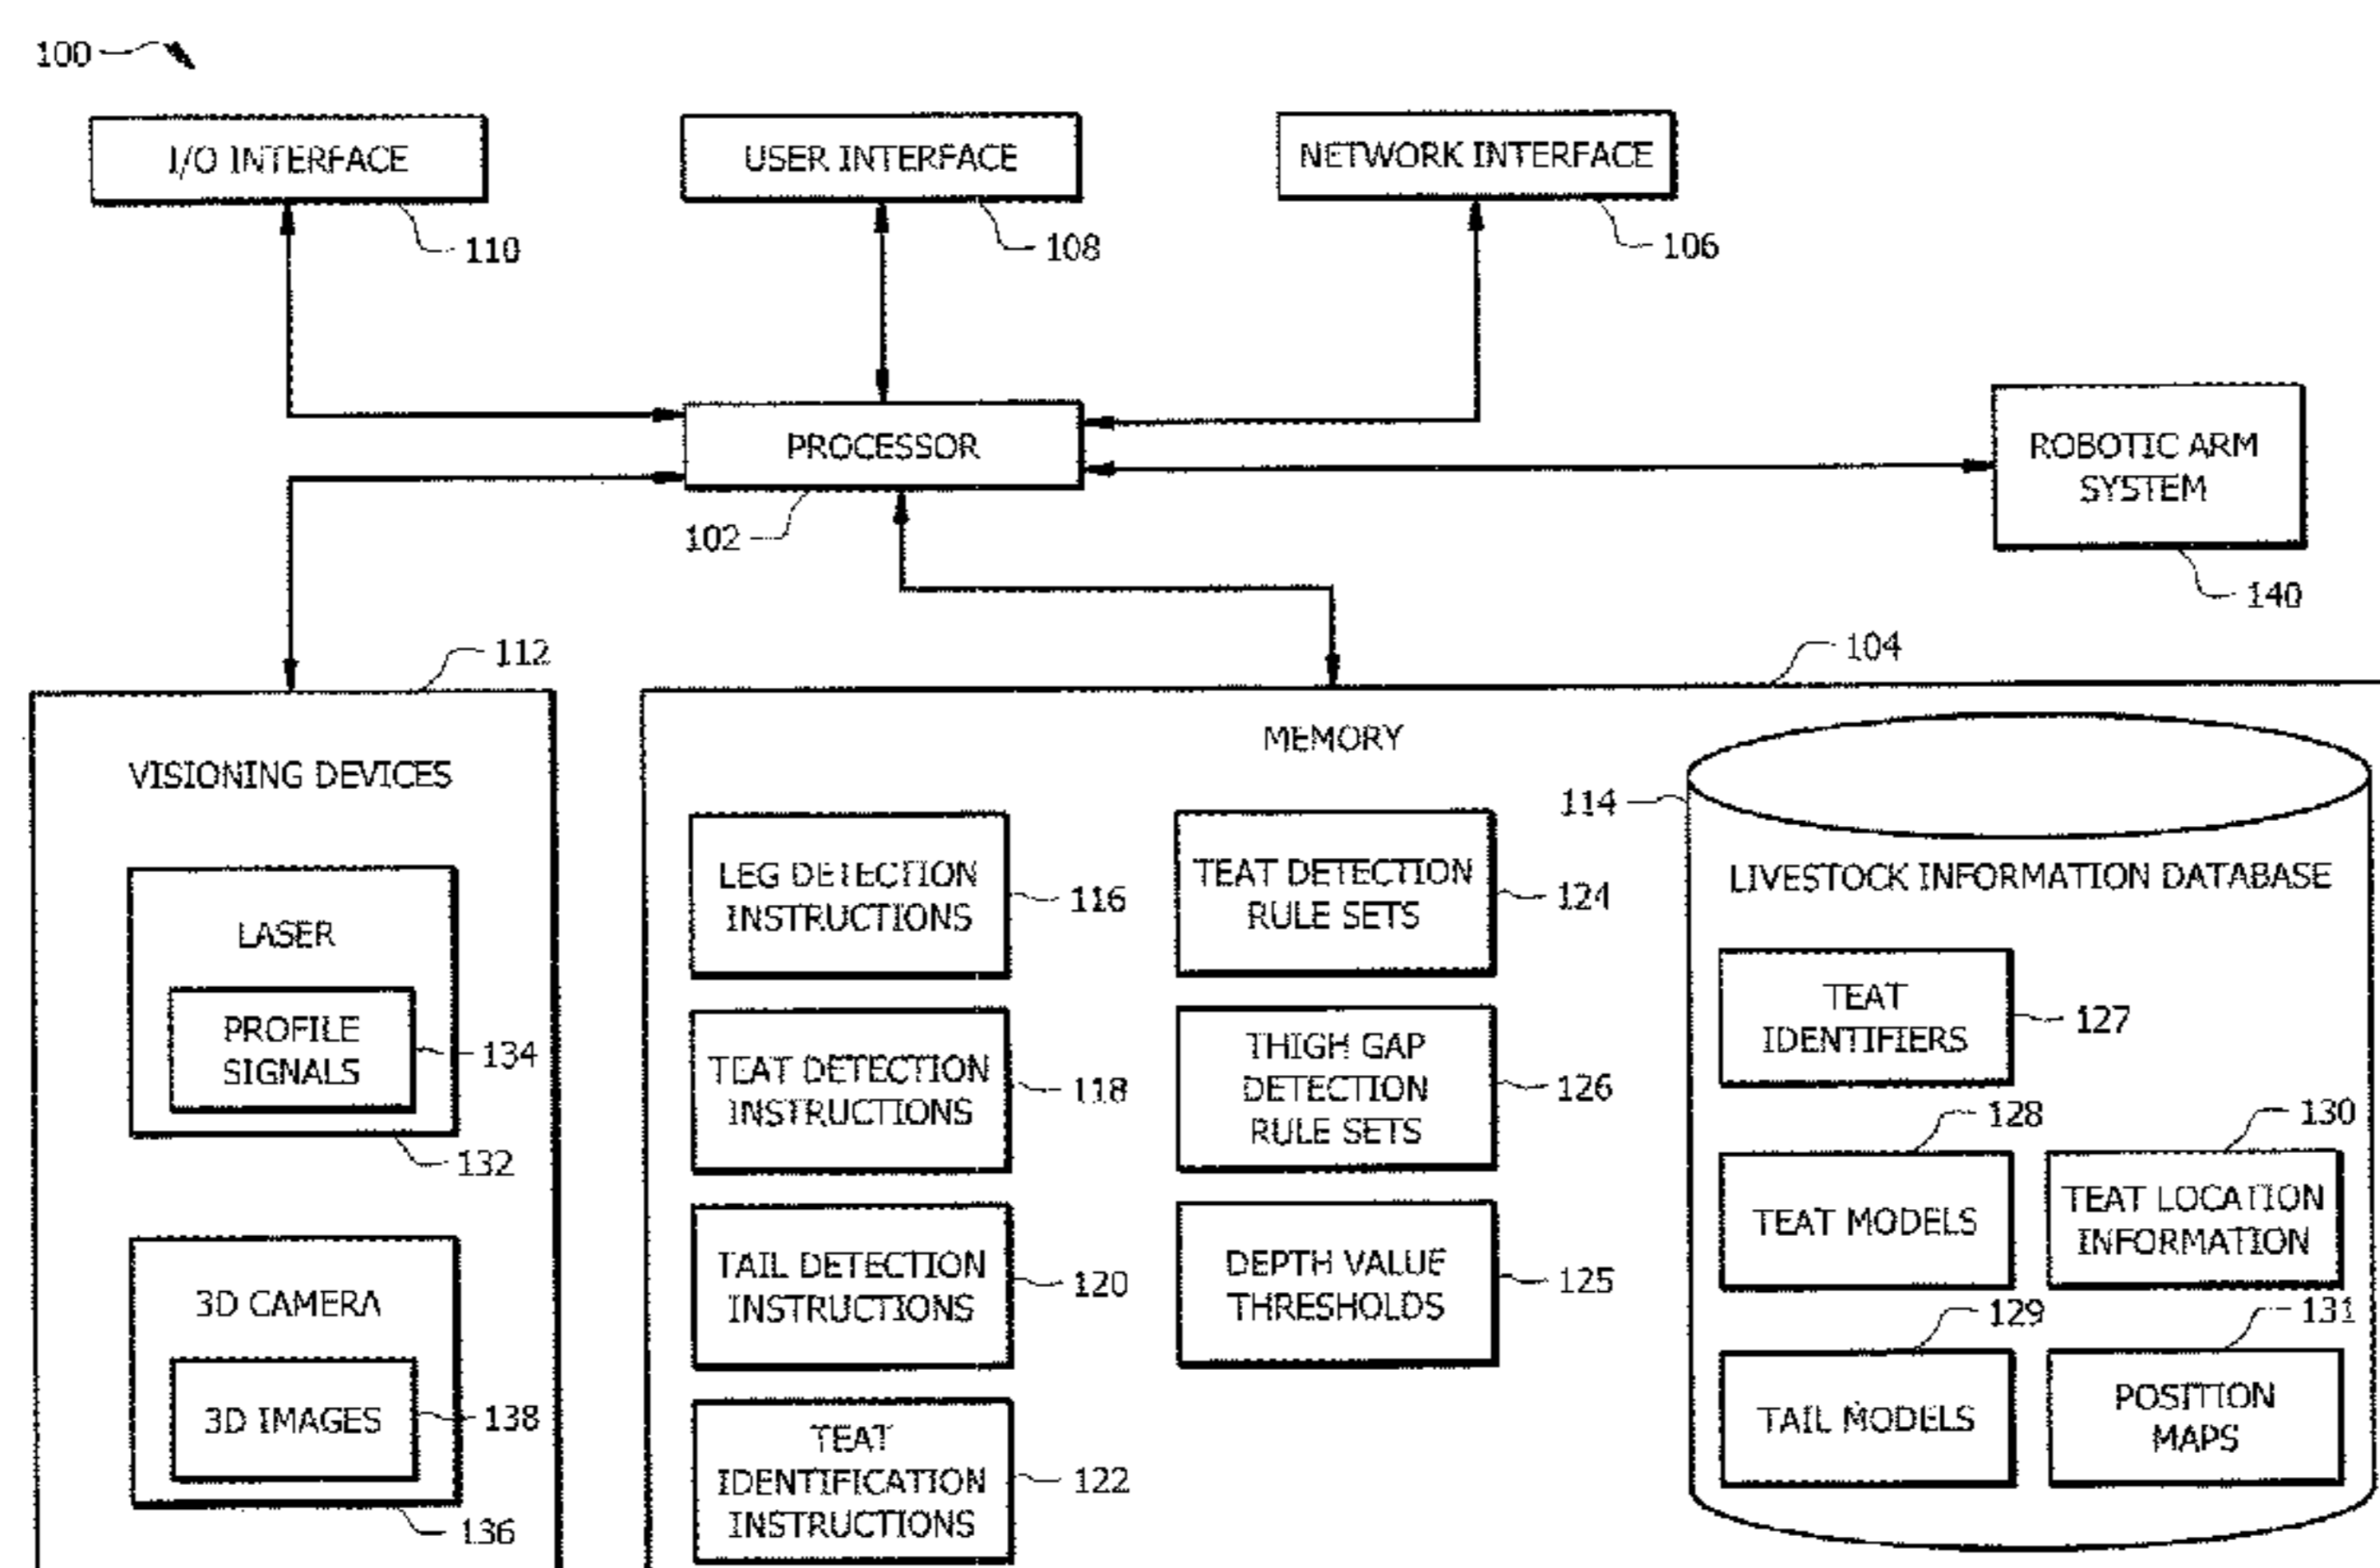 100
I/O INTERFACE
110
USER INTERFACE
108
NETWORK INTERFACE
106
PROCESSOR
102
ROBOTIC ARM
SYSTEM
140
112
VISIONING DEVICES
LASER
PROFILE
SIGNALS
134
132
3D CAMERA
3D IMAGES
138
136
104
MEMORY
LEG DETECTION
INSTRUCTIONS
116
TEAT DETECTION
INSTRUCTIONS
118
TAIL DETECTION
INSTRUCTIONS
120
TEAT
IDENTIFICATION
INSTRUCTIONS
122
TEAT DETECTION
RULE SETS
124
THIGH GAP
DETECTION
RULE SETS
126
DEPTH VALUE
THRESHOLDS
125
114
LIVESTOCK INFORMATION DATABASE
TEAT
IDENTIFIERS
127
128
TEAT MODELS
130
TEAT LOCATION
INFORMATION
129
TAIL MODELS
131
POSITION
MAPS